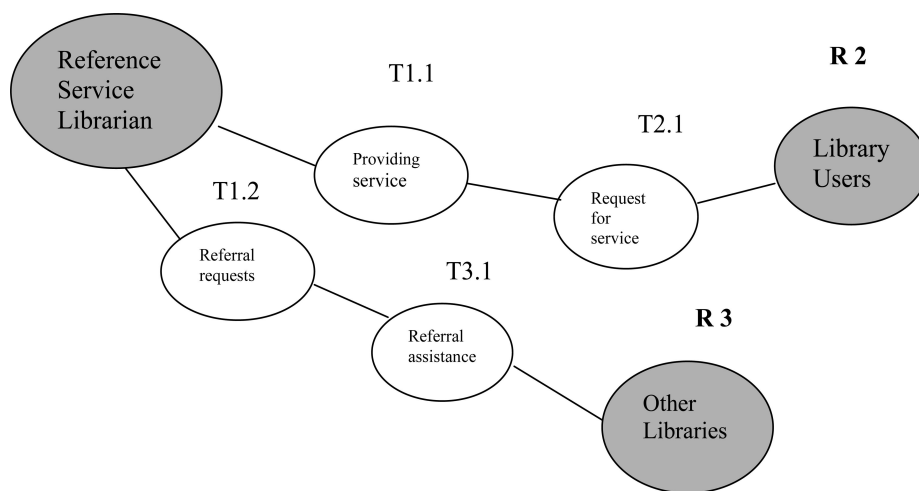 Reference
Service
Librarian
T1.1
Providing
service
T2.1
Request
for
service
R 2
Library
Users
T1.2
Referral
requests
T3.1
Referral
assistance
R 3
Other
Libraries